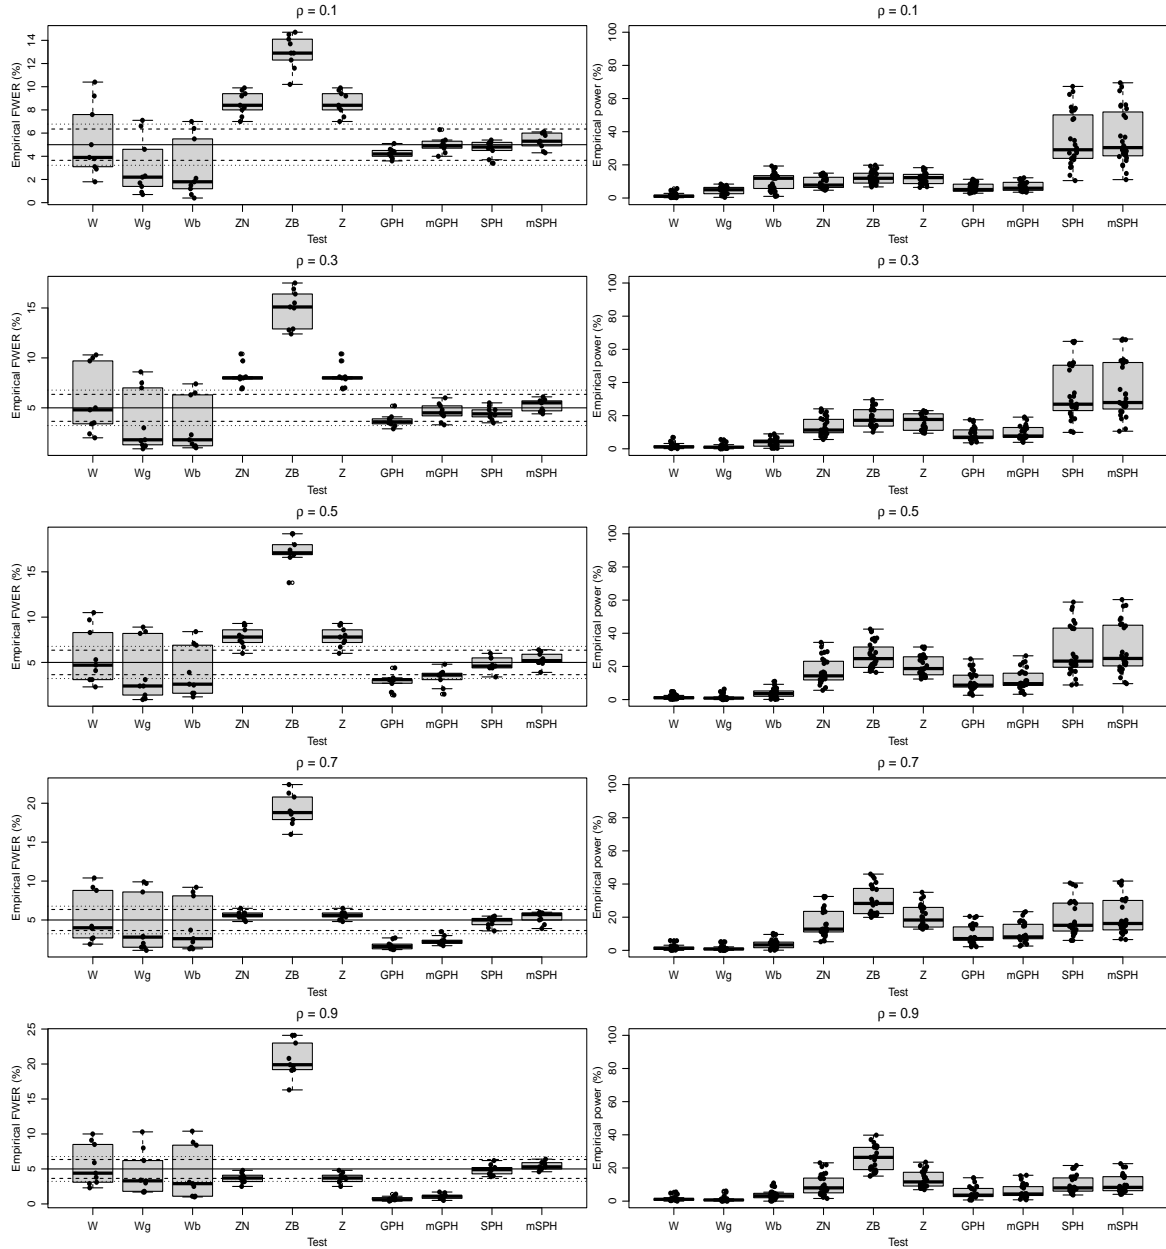 ρ = 0.1
Empirical FWER (%)
0 2 4 6 8 10 12 14
W Wg Wb ZN ZB Z GPH mGPH SPH mSPH
Test
ρ = 0.1
Empirical power (%)
0 20 40 60 80 100
W Wg Wb ZN ZB Z GPH mGPH SPH mSPH
Test
ρ = 0.3
Empirical FWER (%)
5 10 15
W Wg Wb ZN ZB Z GPH mGPH SPH mSPH
Test
ρ = 0.3
Empirical power (%)
0 20 40 60 80 100
W Wg Wb ZN ZB Z GPH mGPH SPH mSPH
Test
ρ = 0.5
Empirical FWER (%)
5 10 15
W Wg Wb ZN ZB Z GPH mGPH SPH mSPH
Test
ρ = 0.5
Empirical power (%)
0 20 40 60 80 100
W Wg Wb ZN ZB Z GPH mGPH SPH mSPH
Test
ρ = 0.7
Empirical FWER (%)
5 10 15 20
W Wg Wb ZN ZB Z GPH mGPH SPH mSPH
Test
ρ = 0.7
Empirical power (%)
0 20 40 60 80 100
W Wg Wb ZN ZB Z GPH mGPH SPH mSPH
Test
ρ = 0.9
Empirical FWER (%)
0 5 10 15 20 25
W Wg Wb ZN ZB Z GPH mGPH SPH mSPH
Test
ρ = 0.9
Empirical power (%)
0 20 40 60 80 100
W Wg Wb ZN ZB Z GPH mGPH SPH mSPH
Test